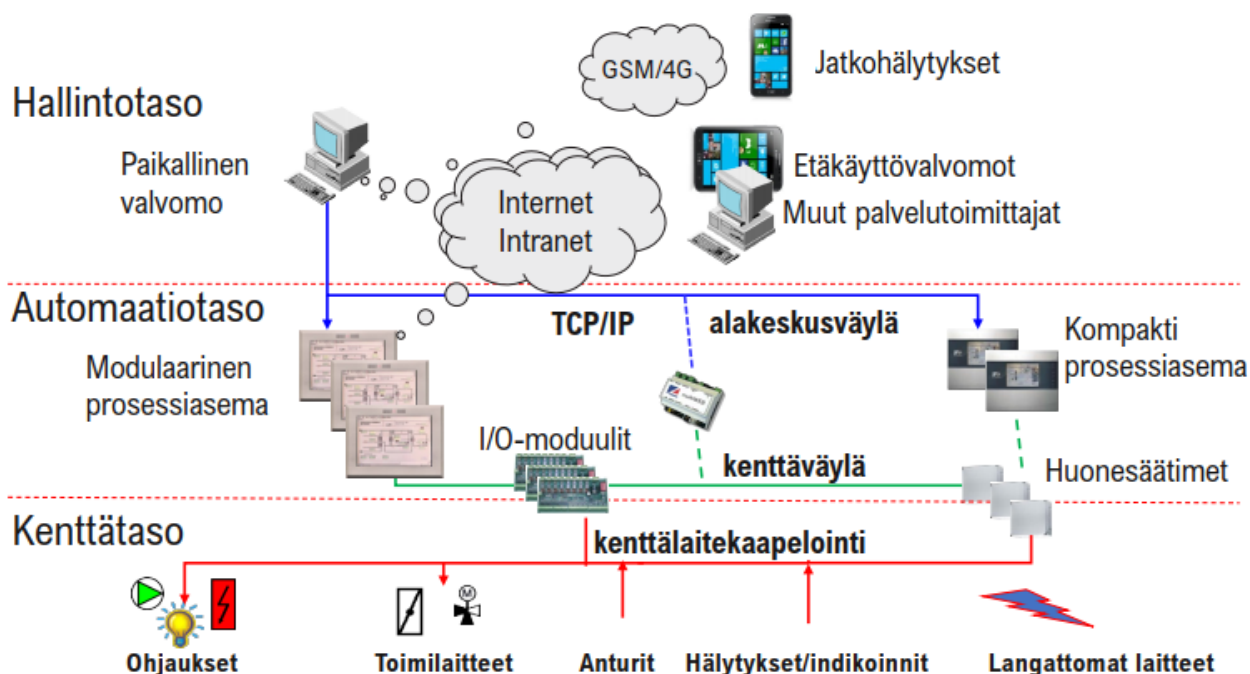 GSM/4G
Jatkohälytykset
Hallintotaso
Paikallinen
valvomo
Internet
Intranet
Etäkäyttövalvomot
Muut palvelutoimittajat
Automaatiotaso
TCP/IP
alakeskusväylä
Kompakti
prosessiasema
Modulaarinen
prosessiasema
I/O-moduulit
kenttäväylä
Huonesäätimet
Kenttätaso
kenttälaitekaapelointi
M
Ohjaukset
Toimilaitteet
Anturit
Hälytykset/indikoinnit
Langattomat laitteet